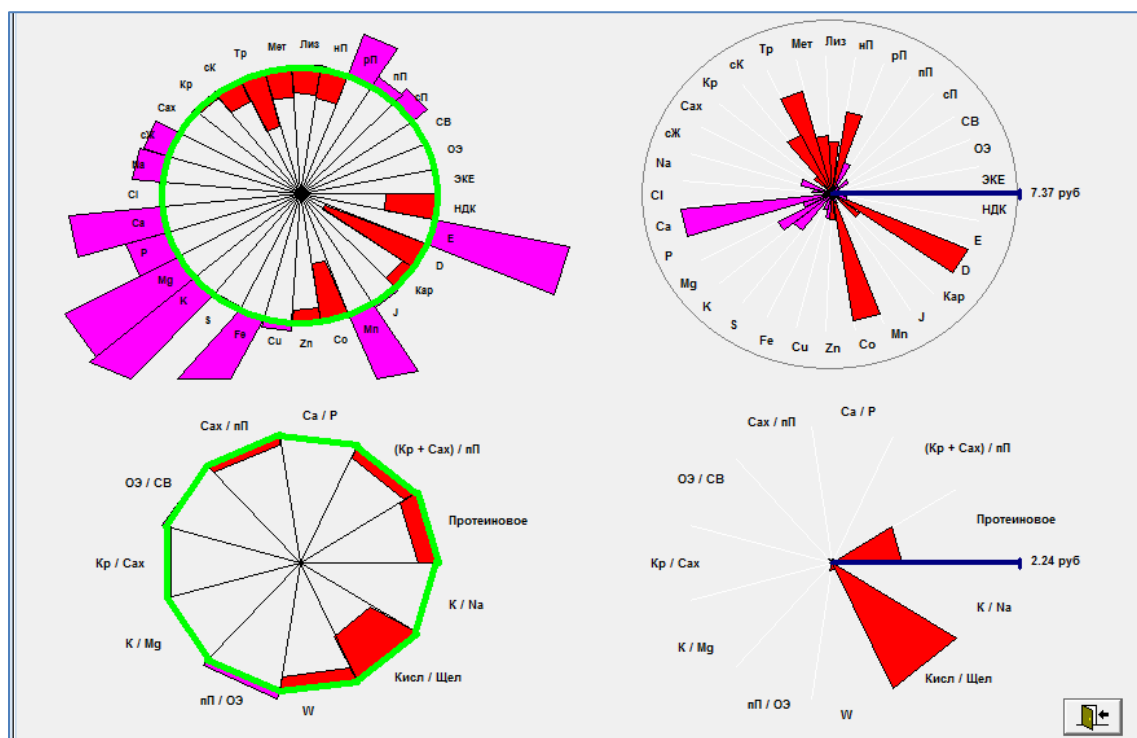 Тр
Мет
Лиз
нП
рП
пП
сП
СВ
ОЭ
ЭКЕ
НДК
E
D
Кар
J
Mn
Co
Zn
Cu
Fe
S
K
Mg
P
Ca
Cl
Na
сЖ
Сах
Кр
сК
Тр
Мет
Лиз
нП
рП
пП
сП
СВ
ОЭ
ЭКЕ
7.37 руб
НДК
E
D
Кар
J
Mn
Co
Zn
Cu
Fe
S
K
Mg
P
Ca
Cl
Na
сЖ
Сах
Кр
сК
Ca / P
(Кр + Сах) / пП
Протеиновое
K / Na
Кисл / Щел
W
пП / ОЭ
K / Mg
Кр / Сах
ОЭ / СВ
Сах / пП
Ca / P
(Кр + Сах) / пП
Протеиновое
2.24 руб
K / Na
Кисл / Щел
W
пП / ОЭ
K / Mg
Кр / Сах
ОЭ / СВ
Сах / пП